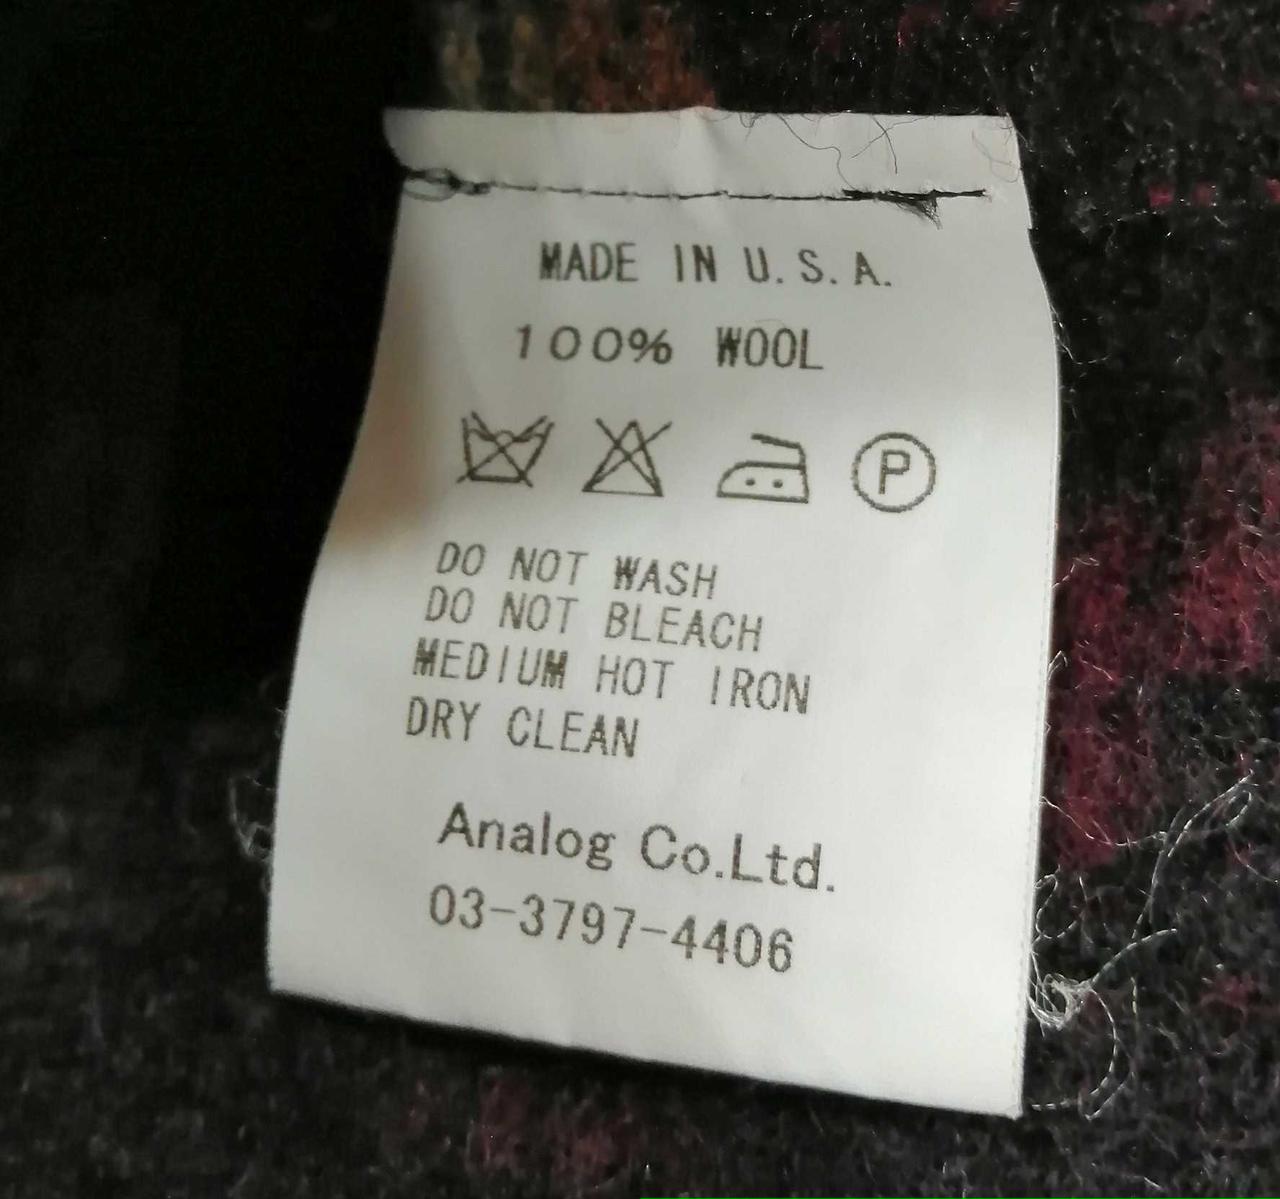 MADE IN U.S.A.
100% WOOL
P
DO NOT WASH
DO NOT BLEACH
MEDIUM HOT IRON
DRY CLEAN
Analog Co.Ltd.
03-3797-4406